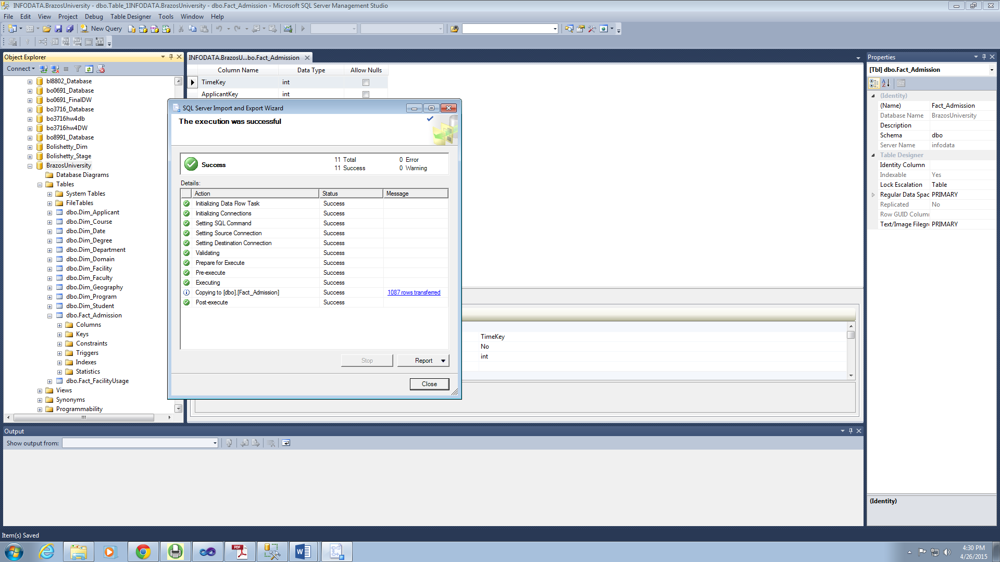 INFODATA.BrazosUniversity - dbo.Table_1INFODATA.BrazosUniversity - dbo.Fact_Admission - Microsoft SQL Server Management Studio
File Edit View Project Debug Table Designer Tools Window Help
New Query
Object Explorer
Connect
bl8802_Database
bo0691_Database
bo0691_FinalDW
bo3716_Database
bo3716hw4db
bo3716hw4DW
bo8991_Database
Bolishetty_Dim
Bolishetty_Stage
BrazosUniversity
Database Diagrams
Tables
System Tables
FileTables
dbo.Dim_Applicant
dbo.Dim_Course
dbo.Dim_Date
dbo.Dim_Degree
dbo.Dim_Department
dbo.Dim_Domain
dbo.Dim_Facility
dbo.Dim_Faculty
dbo.Dim_Geography
dbo.Dim_Program
dbo.Dim_Student
dbo.Fact_Admission
Columns
Keys
Constraints
Triggers
Indexes
Statistics
dbo.Fact_FacilityUsage
Views
Synonyms
Programmability
INFODATA.BrazosU...bo.Fact_Admission
Column Name Data Type Allow Nulls
TimeKey int
ApplicantKey int
SQL Server Import and Export Wizard
The execution was successful
Success
11 Total 0 Error
11 Success 0 Warning
Details:
Action Status Message
Initializing Data Flow Task Success
Initializing Connections Success
Setting SQL Command Success
Setting Source Connection Success
Setting Destination Connection Success
Validating Success
Prepare for Execute Success
Pre-execute Success
Executing Success
Copying to [dbo].[Fact_Admission] Success 1087 rows transferred
Post-execute Success
Stop Report
Close
TimeKey
No
int
Properties
[Tbl] dbo.Fact_Admission
(Identity)
(Name) Fact_Admission
Database Name BrazosUniversity
Description
Schema dbo
Server Name infodata
Table Designer
Identity Column
Indexable Yes
Lock Escalation Table
Regular Data Spac PRIMARY
Replicated No
Row GUID Colum
Text/Image Filegr PRIMARY
(Identity)
Output
Show output from:
Item(s) Saved
4:30 PM
4/26/2015